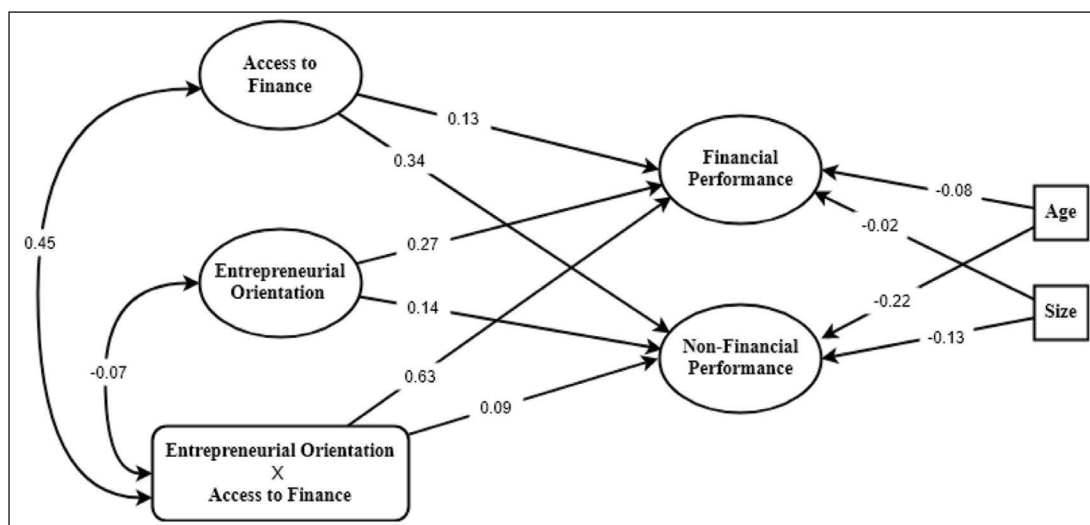 Access to
Finance
0.13
Financial
Performance
0.34
-0.08
Age
-0.02
0.45
Entrepreneurial
Orientation
0.27
0.14
-0.22
Size
-0.13
Non-Financial
Performance
-0.07
0.63
0.09
Entrepreneurial Orientation
X
Access to Finance